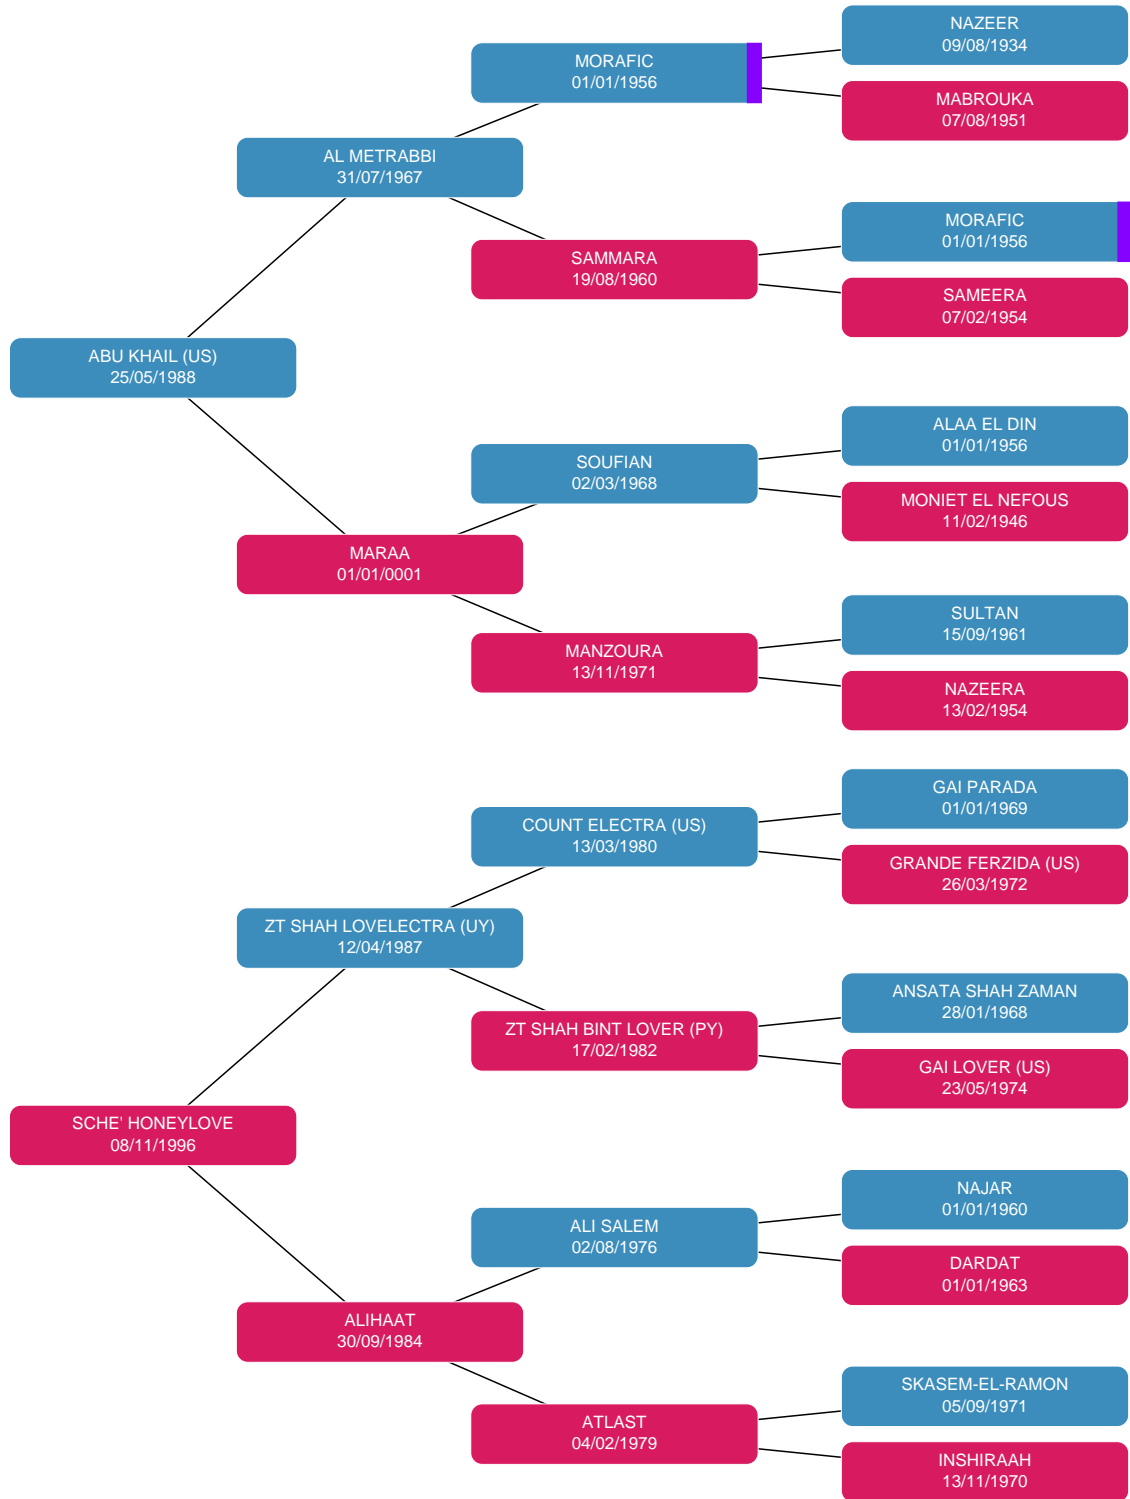 NAZEER
09/08/1934
MORAFIC
01/01/1956
MABROUKA
07/08/1951
AL METRABBI
31/07/1967
MORAFIC
01/01/1956
SAMMARA
19/08/1960
SAMEERA
07/02/1954
ABU KHAIL (US)
25/05/1988
ALAA EL DIN
01/01/1956
SOUFIAN
02/03/1968
MONIET EL NEFOUS
11/02/1946
MARAA
01/01/0001
SULTAN
15/09/1961
MANZOURA
13/11/1971
NAZEERA
13/02/1954
GAI PARADA
01/01/1969
COUNT ELECTRA (US)
13/03/1980
GRANDE FERZIDA (US)
26/03/1972
ZT SHAH LOVELECTRA (UY)
12/04/1987
ANSATA SHAH ZAMAN
28/01/1968
ZT SHAH BINT LOVER (PY)
17/02/1982
GAI LOVER (US)
23/05/1974
SCHE' HONEYLOVE
08/11/1996
NAJAR
01/01/1960
ALI SALEM
02/08/1976
DARDAT
01/01/1963
ALIHAAT
30/09/1984
SKASEM-EL-RAMON
05/09/1971
ATLAST
04/02/1979
INSHIRAAH
13/11/1970